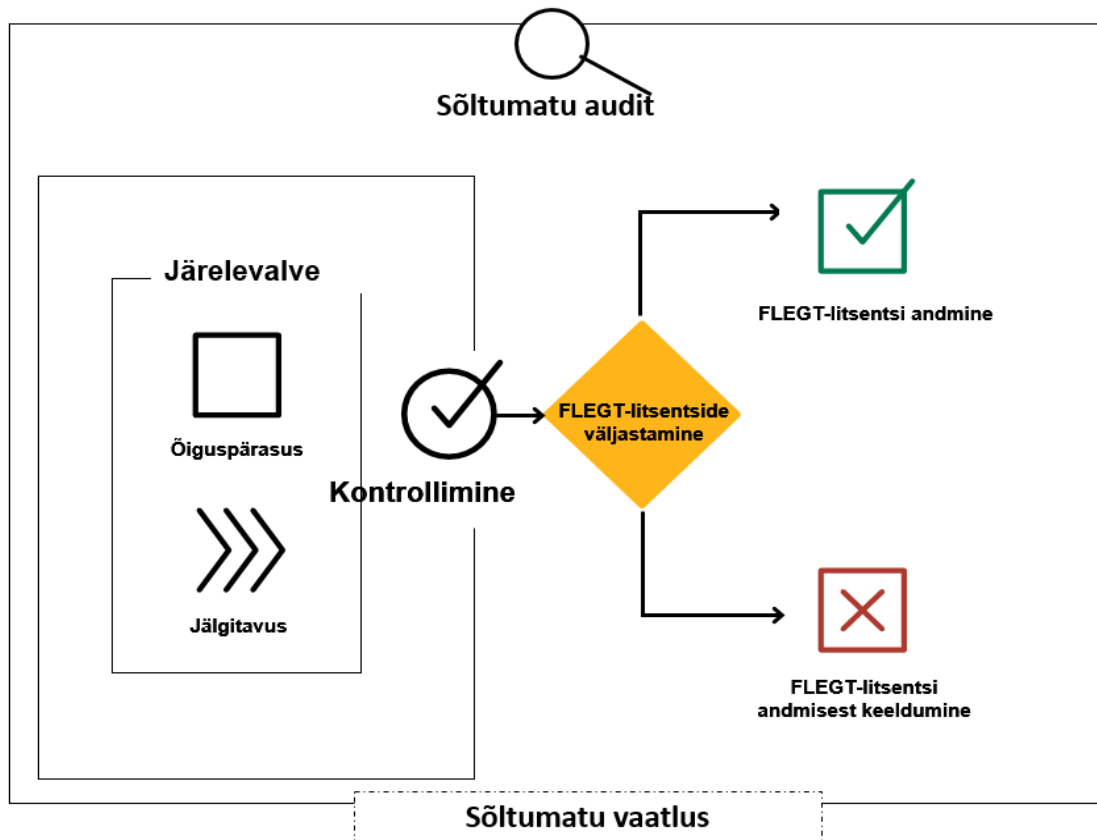 Sõltumatu audit
Järelevalve
Õiguspärasus
Jälgitavus
Kontrollimine
FLEGT-litsentside
väljastamine
FLEGT-litsentsi andmine
FLEGT-litsentsi
andmisest keeldumine
Sõltumatu vaatlus